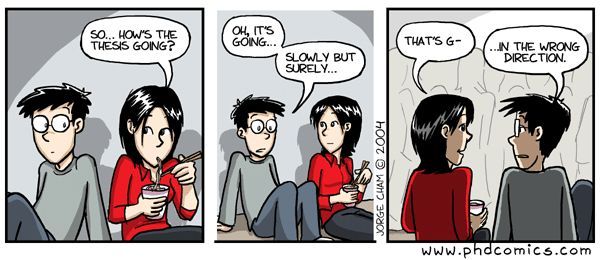 SO... HOW'S THE
THESIS GOING?
OH, IT'S
GOING...
SLOWLY BUT
SURELY...
JORGE CHAM © 2004
THAT'S G-
...IN THE WRONG
DIRECTION.
www.phdcomics.com